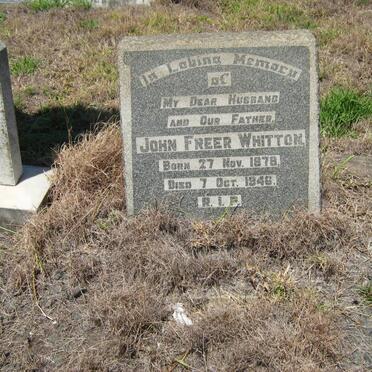 In Loving Memory
of
My Dear Husband
and Our Father
John Freer Whitton
Born 27 Nov. 1878.
Died 7 Oct. 1946.
R.I.P.